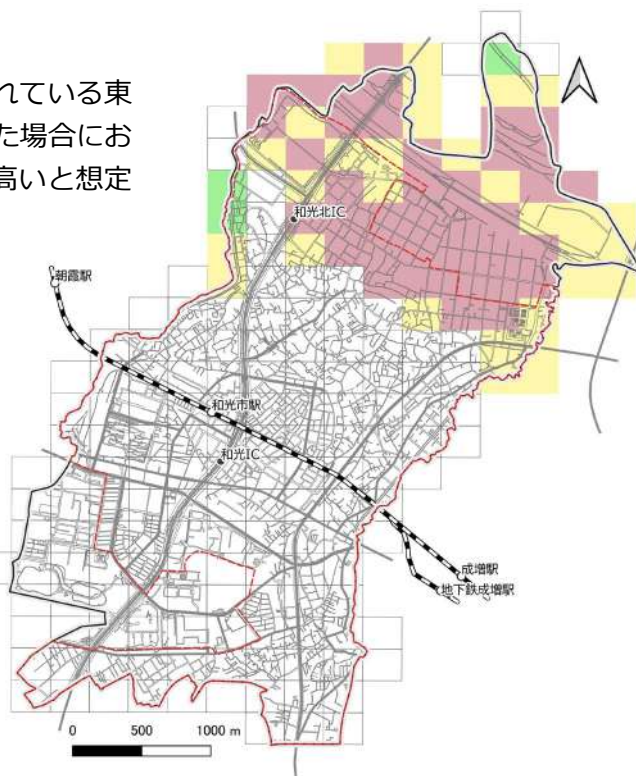 れている東
た場合にお
高いと想定
和光北IC
朝霞駅
和光市駅
和光IC
成増駅
地下鉄成増駅
0 500 1000 m